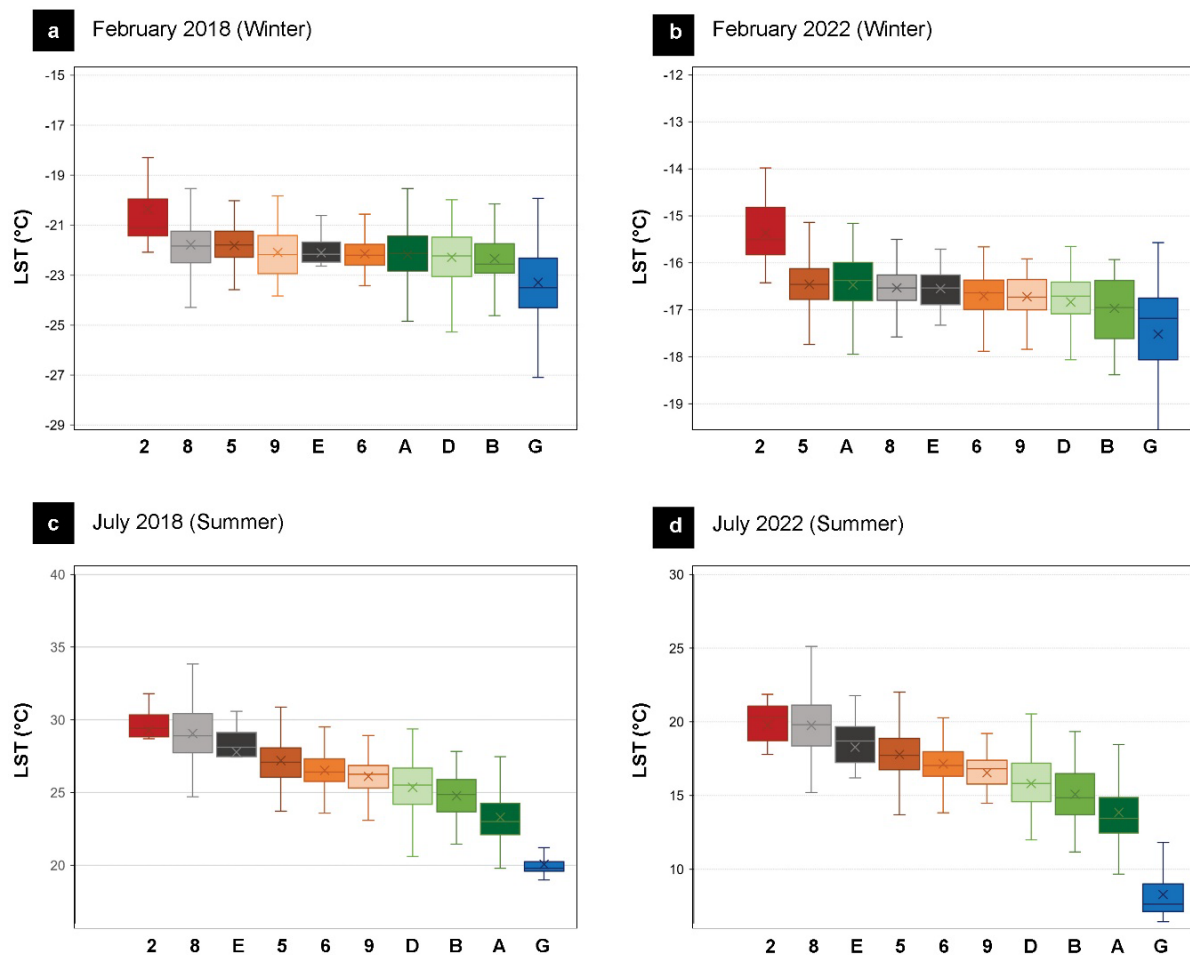 a February 2018 (Winter)
LST (°C)
-15
-17
-19
-21
-23
-25
-27
-29
2 8 5 9 E 6 A D B G
b February 2022 (Winter)
LST (°C)
-12
-13
-14
-15
-16
-17
-18
-19
2 5 A 8 E 6 9 D B G
c July 2018 (Summer)
LST (°C)
40
35
30
25
20
2 8 E 5 6 9 D B A G
d July 2022 (Summer)
LST (°C)
30
25
20
15
10
2 8 E 5 6 9 D B A G